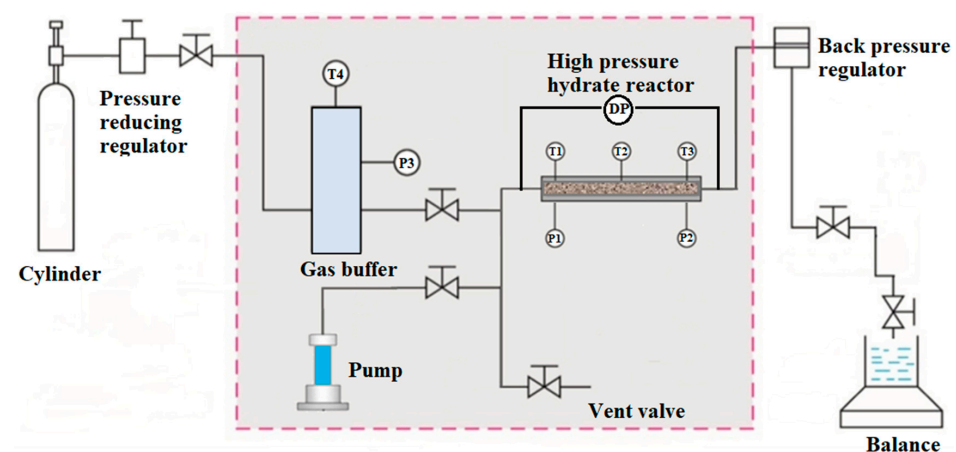 Back pressure
regulator
High pressure
hydrate reactor
T4
Pressure
reducing
regulator
DP
T1
T2
T3
P3
P1
P2
Cylinder
Gas buffer
Pump
Vent valve
Balance